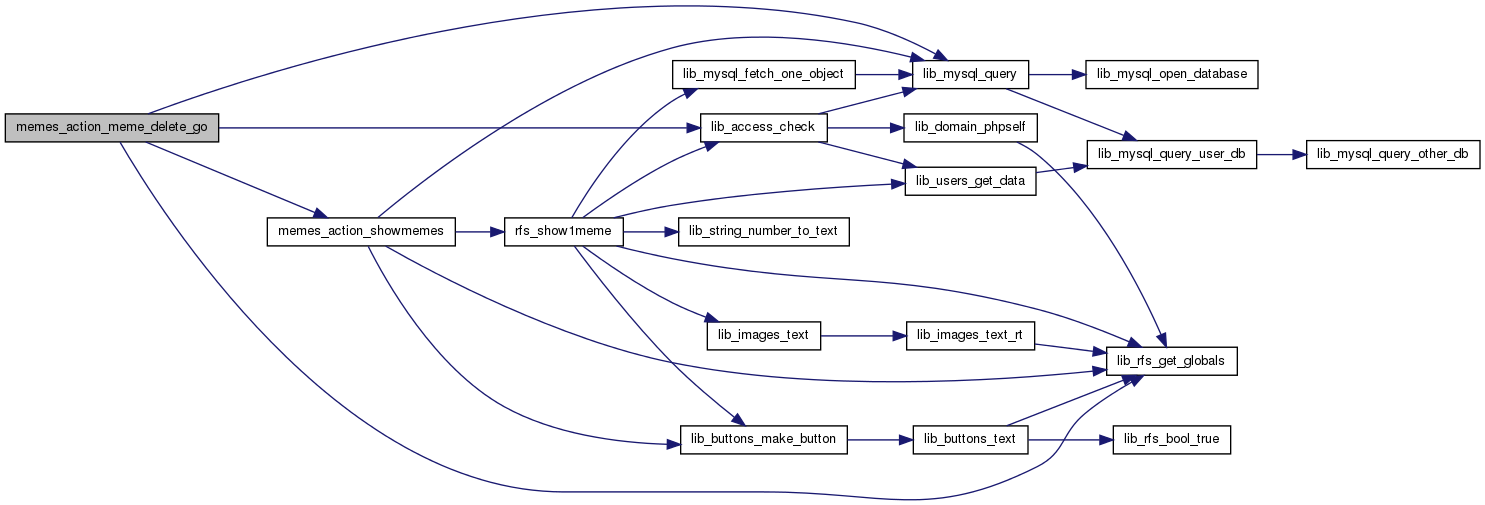 memes_action_meme_delete_go
memes_action_showmemes
rfs_show1meme
lib_mysql_fetch_one_object
lib_access_check
lib_string_number_to_text
lib_images_text
lib_buttons_make_button
lib_mysql_query
lib_domain_phpself
lib_users_get_data
lib_images_text_rt
lib_buttons_text
lib_mysql_open_database
lib_mysql_query_user_db
lib_rfs_get_globals
lib_rfs_bool_true
lib_mysql_query_other_db